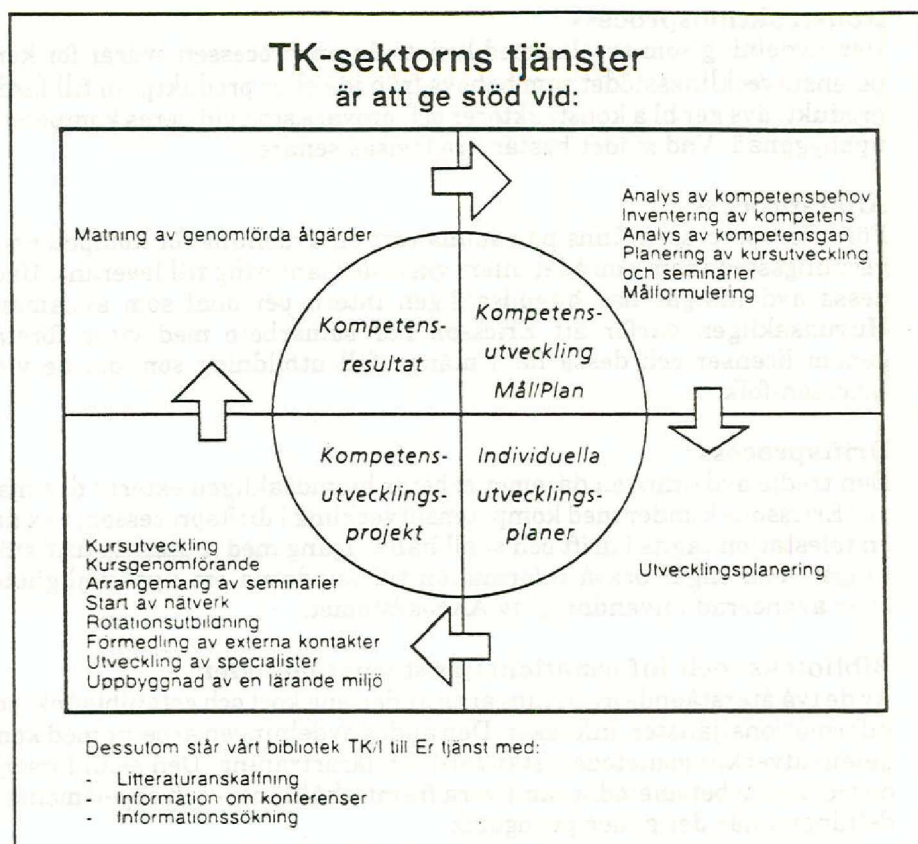 TK-sektorns tjänster
är att ge stöd vid:
Mätning av genomförda åtgärder
Analys av kompetensbehov
Inventering av kompetens
Analys av kompetensgap
Planering av kursutveckling
och seminarier
Målformulering
Kompetens-
resultat
Kompetens-
utveckling
Mål/Plan
Kompetens-
utvecklings-
projekt
Individuella
utvecklings-
planer
Kursutveckling
Kursgenomförande
Arrangemang av seminarier
Start av nätverk
Rotationsutbildning
Förmedling av externa kontakter
Utveckling av specialister
Uppbyggnad av en lärande miljö
Utvecklingsplanering
Dessutom står vårt bibliotek TK/I till Er tjänst med:
- Litteraturanskaffning
- Information om konferenser
- Informationssökning